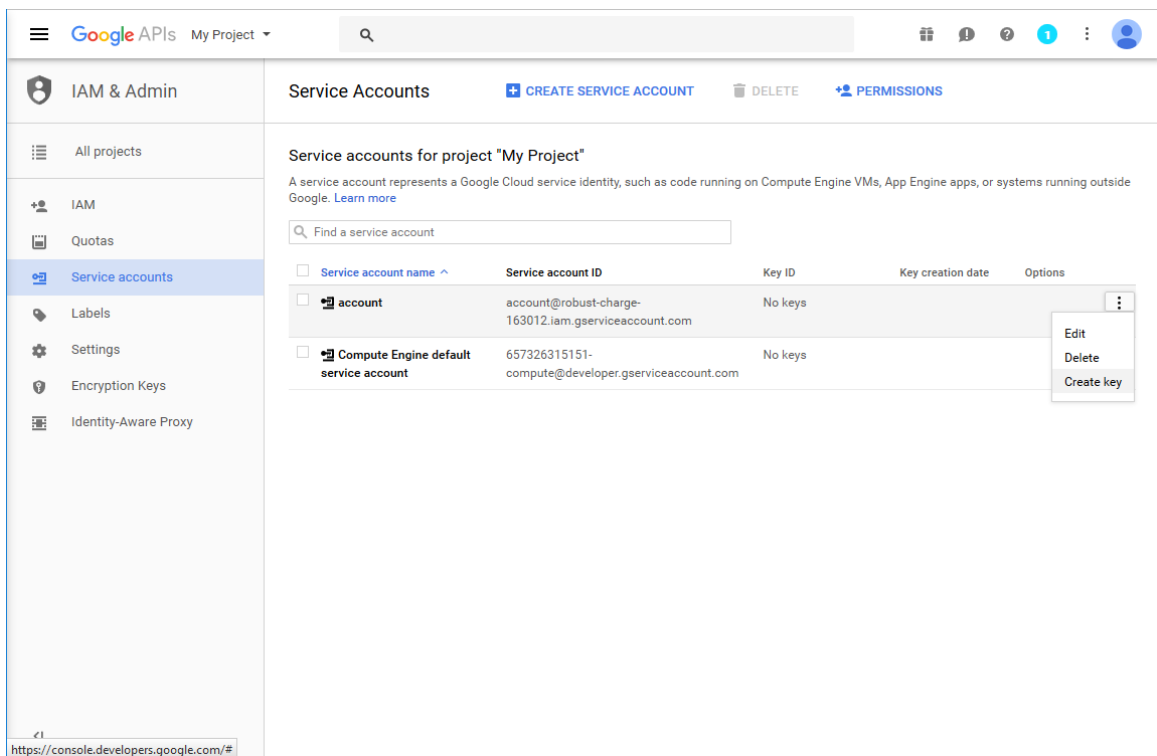 Google APIs My Project
1
IAM & Admin
Service Accounts
CREATE SERVICE ACCOUNT
DELETE
PERMISSIONS
All projects
IAM
Quotas
Service accounts
Labels
Settings
Encryption Keys
Identity-Aware Proxy
Service accounts for project "My Project"
A service account represents a Google Cloud service identity, such as code running on Compute Engine VMs, App Engine apps, or systems running outside
Google. Learn more
Find a service account
Service account name Service account ID Key ID Key creation date Options
account account@robust-charge- No keys
163012.iam.gserviceaccount.com
Compute Engine default 657326315151- No keys
service account compute@developer.gserviceaccount.com
Edit
Delete
Create key
https://console.developers.google.com/#